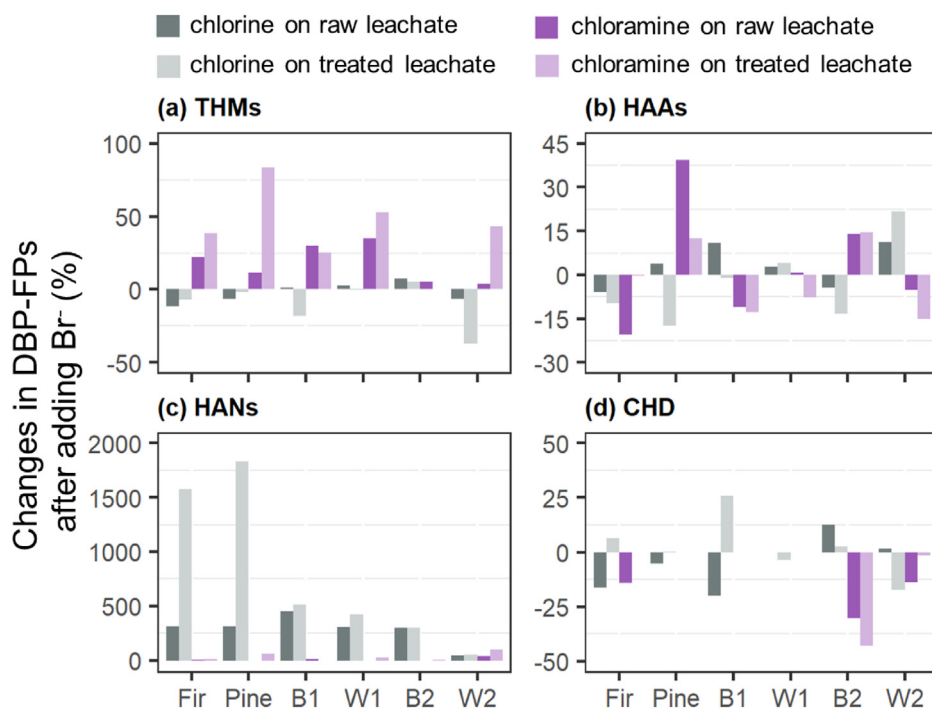 chlorine on raw leachate
chloramine on raw leachate
chlorine on treated leachate
chloramine on treated leachate
Changes in DBP-FPs
after adding Br⁻ (%)
(a) THMs
100
50
0
-50
(b) HAAs
45
30
15
0
-15
-30
(c) HANs
2000
1500
1000
500
0
Fir Pine B1 W1 B2 W2
(d) CHD
50
25
0
-25
-50
Fir Pine B1 W1 B2 W2